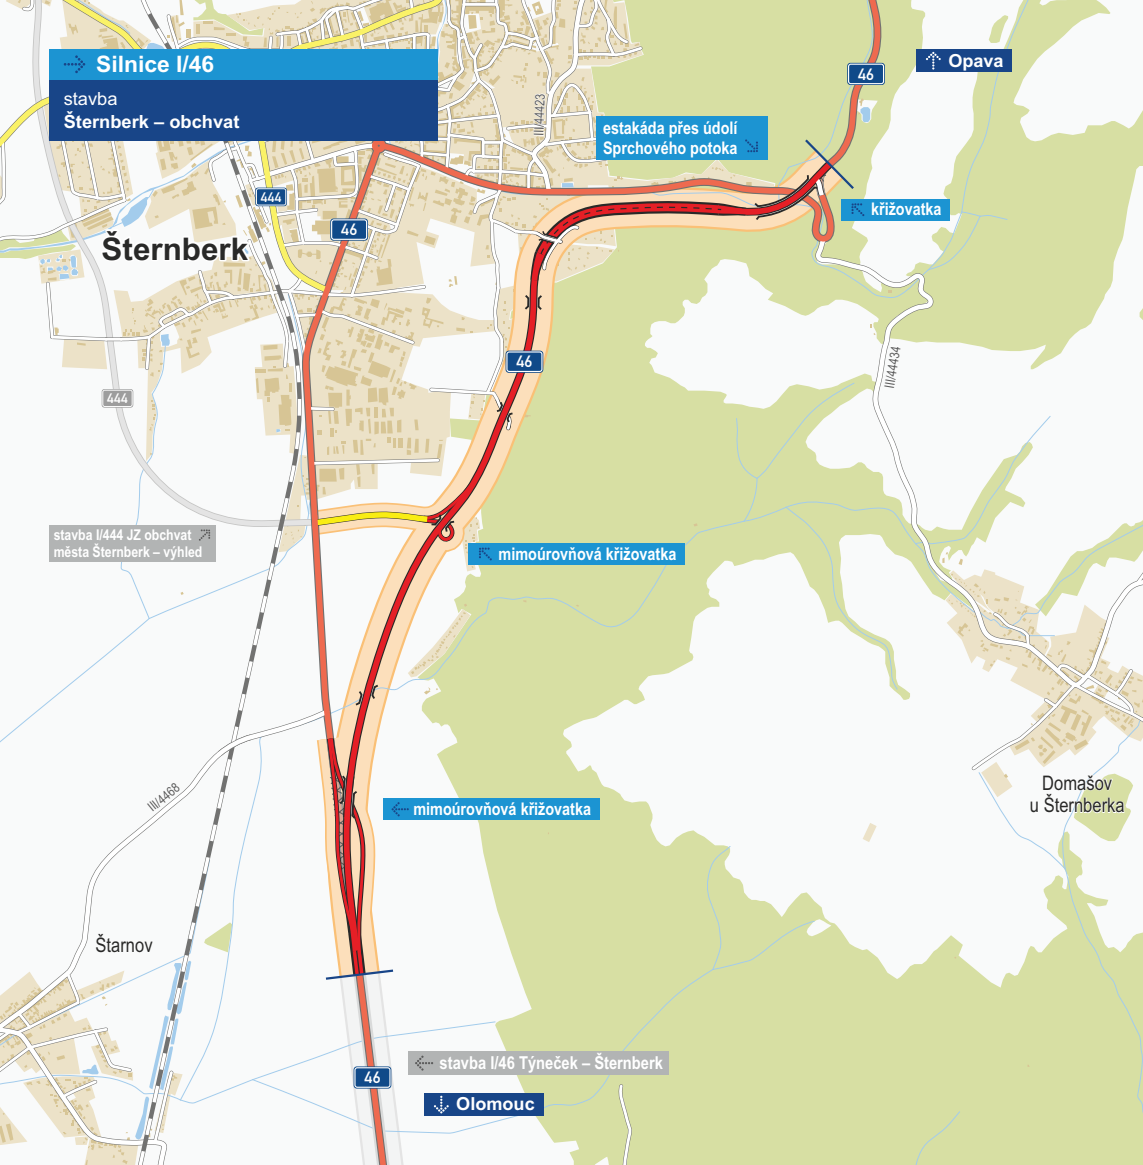 Silnice I/46
stavba
Šternberk – obchvat
III/44423
46
Opava
estakáda přes údolí
Sprchového potoka
444
46
křižovatka
Šternberk
46
III/44434
444
stavba I/444 JZ obchvat
města Šternberk – výhled
mimoúrovňová křižovatka
III/4468
mimoúrovňová křižovatka
Domašov
u Šternberka
Štarnov
stavba I/46 Týneček – Šternberk
46
Olomouc